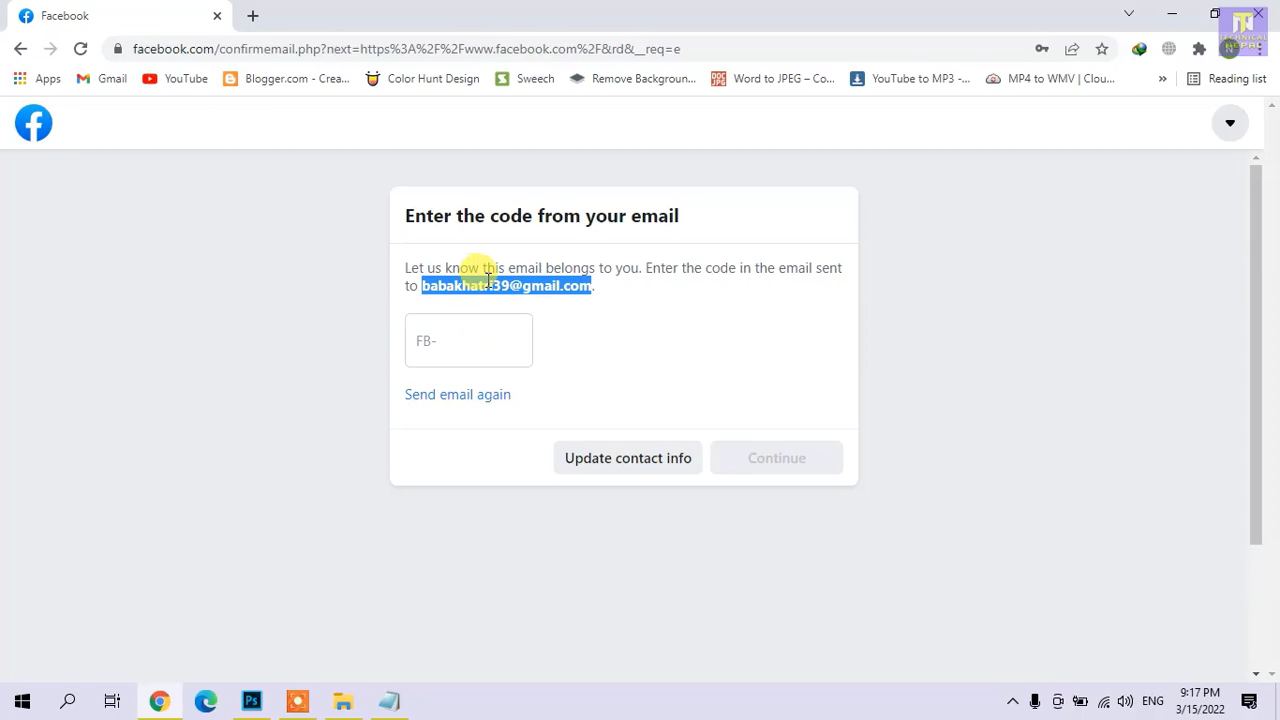 Facebook
facebook.com/confirmemail.php?next=https%3A%2F%2Fwww.facebook.com%2F&rd&__req=e
Apps Gmail YouTube Blogger.com - Crea... Color Hunt Design Sweech Remove Backgroun... Word to JPEG – Co... YouTube to MP3 -... MP4 to WMV | Clou... » Reading list
TECHNICAL
NEPAL
Enter the code from your email
Let us know this email belongs to you. Enter the code in the email sent
to
FB-
Send email again
Update contact info Continue
Ps
ENG
9:17 PM
3/15/2022